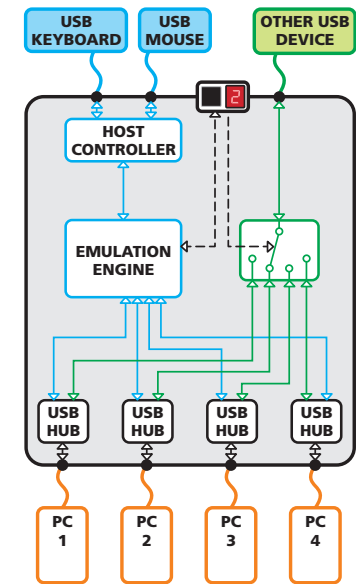 USB
KEYBOARD
USB
MOUSE
OTHER USB
DEVICE
2
HOST
CONTROLLER
EMULATION
ENGINE
USB
HUB
USB
HUB
USB
HUB
USB
HUB
PC
1
PC
2
PC
3
PC
4